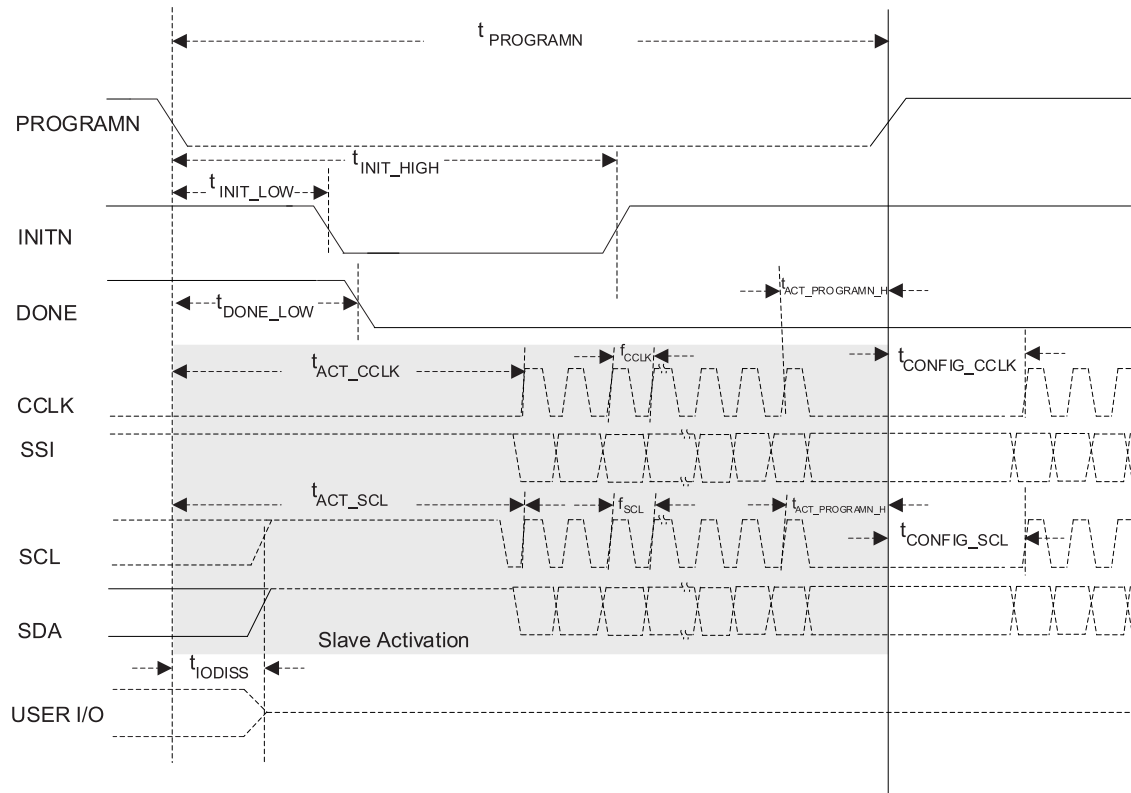 t PROGRAMN
PROGRAMN
t INIT_HIGH
t INIT_LOW
INITN
t ACT_PROGRAMN_H
DONE
t DONE_LOW
f CCLK
t ACT_CCLK
t CONFIG_CCLK
CCLK
SSI
t ACT_SCL
f SCL
t ACT_PROGRAMN_H
SCL
t CONFIG_SCL
SDA
Slave Activation
t IODISS
USER I/O